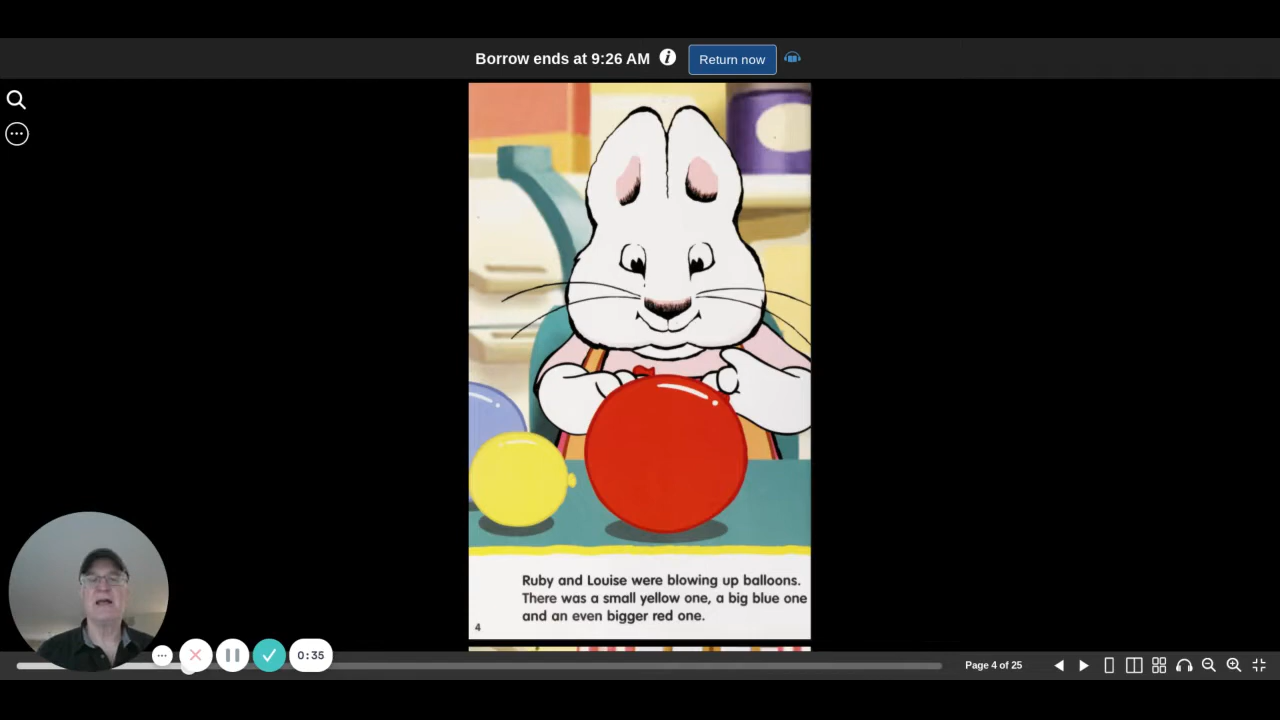 Borrow ends at 9:26 AM
Return now
Ruby and Louise were blowing up balloons.
There was a small yellow one, a big blue one
and an even bigger red one.
4
0:35
Page 4 of 25